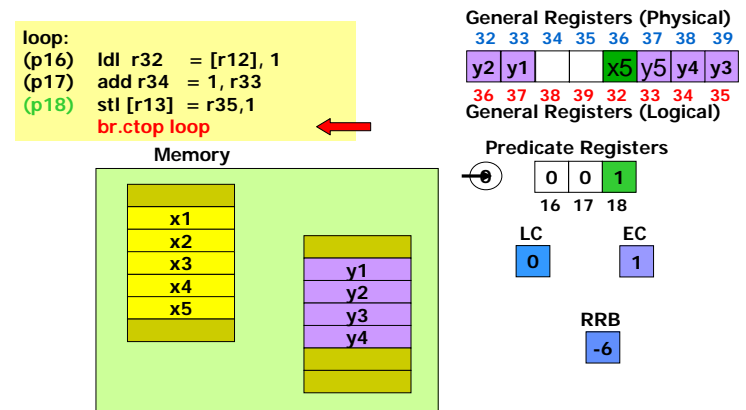 loop:
(p16) ldl r32 = [r12], 1
(p17) add r34 = 1, r33
(p18) stl [r13] = r35,1
br.ctop loop
General Registers (Physical)
32 33 34 35 36 37 38 39
y2 y1 x5 y5 y4 y3
36 37 38 39 32 33 34 35
General Registers (Logical)
Memory
x1
x2
x3
x4
x5
y1
y2
y3
y4
Predicate Registers
0 0 0 1
16 17 18
LC EC
0 1
RRB
-6